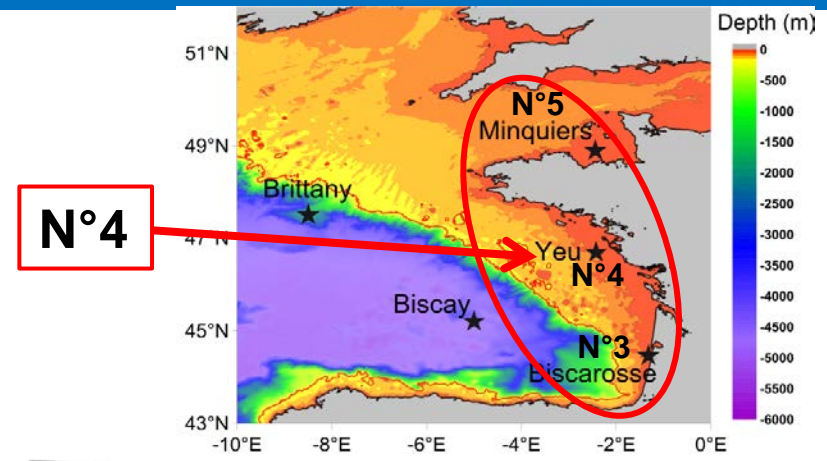 Depth (m)
51°N
49°N
47°N
45°N
43°N
-10°E
-8°E
-6°E
-4°E
-2°E
0°E
N°5
Minquiers
Brittany
N°4
Yeu
N°4
Biscay
N°3
Biscarosse
0
-500
-1000
-1500
-2000
-2500
-3000
-3500
-4000
-4500
-5000
-5500
-6000